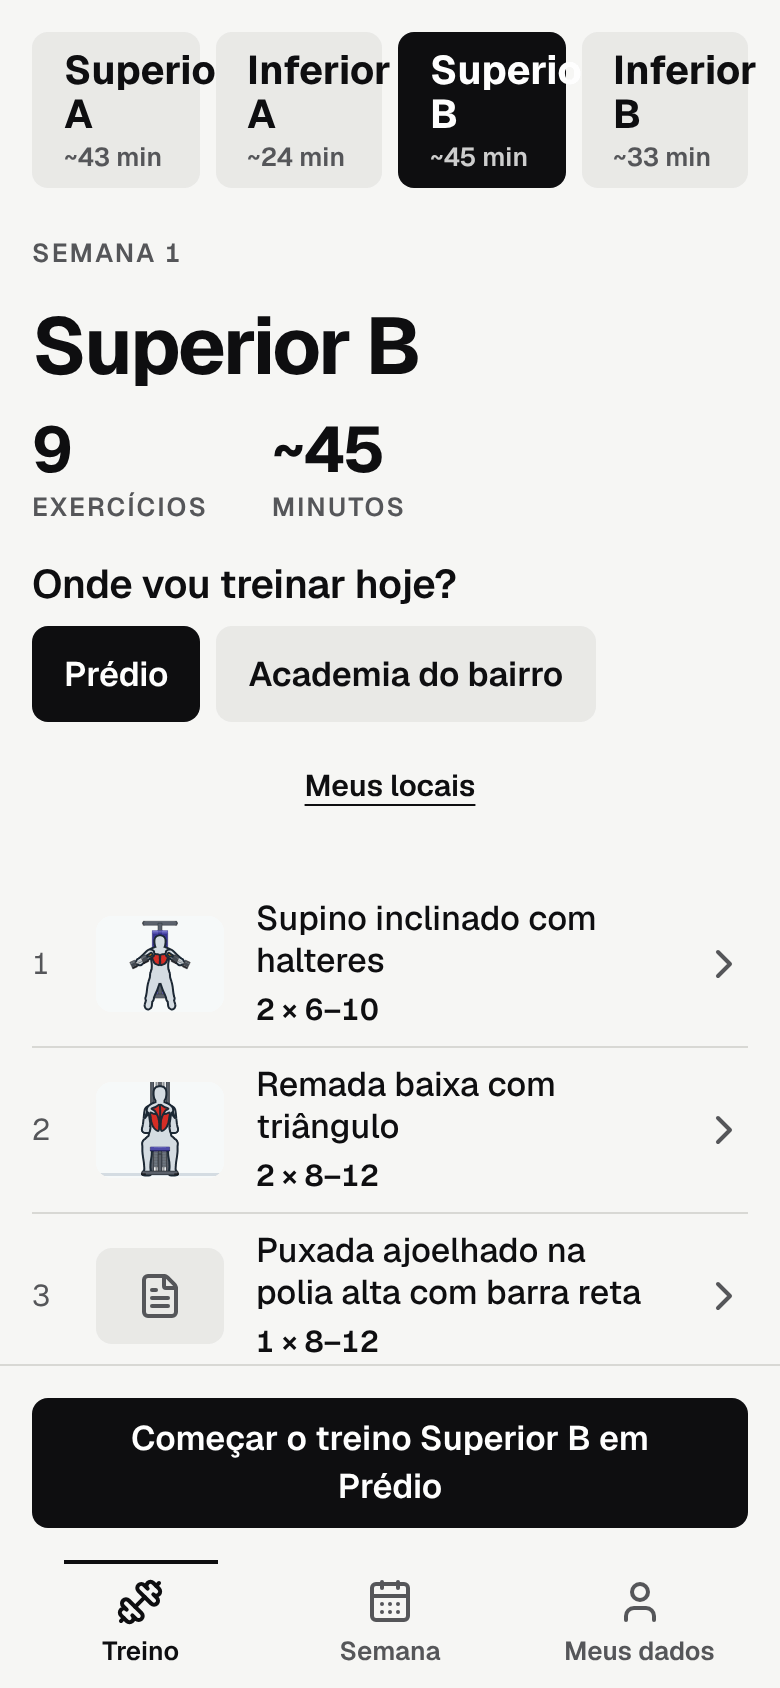 Superio
A
~43 min
Inferior
A
~24 min
Superio
B
~45 min
Inferior
B
~33 min
SEMANA 1
Superior B
9
EXERCÍCIOS
~45
MINUTOS
Onde vou treinar hoje?
Prédio
Academia do bairro
Meus locais
1
Supino inclinado com
halteres
2 × 6–10
2
Remada baixa com
triângulo
2 × 8–12
3
Puxada ajoelhado na
polia alta com barra reta
1 × 8–12
Começar o treino Superior B em
Prédio
Treino
Semana
Meus dados